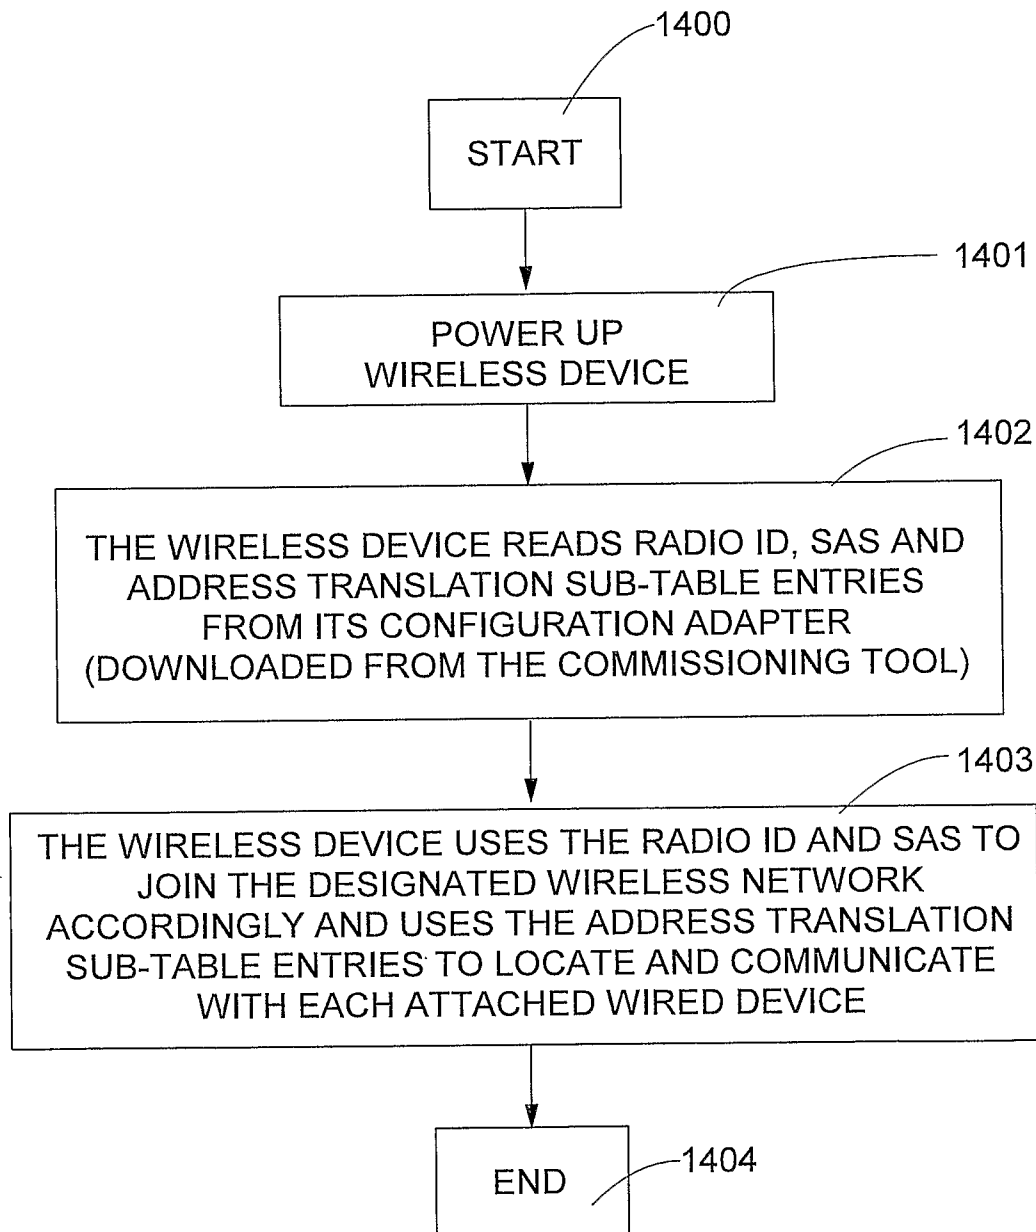 1400
START
1401
POWER UP
WIRELESS DEVICE
1402
THE WIRELESS DEVICE READS RADIO ID, SAS AND
ADDRESS TRANSLATION SUB-TABLE ENTRIES
FROM ITS CONFIGURATION ADAPTER
(DOWNLOADED FROM THE COMMISSIONING TOOL)
1403
THE WIRELESS DEVICE USES THE RADIO ID AND SAS TO
JOIN THE DESIGNATED WIRELESS NETWORK
ACCORDINGLY AND USES THE ADDRESS TRANSLATION
SUB-TABLE ENTRIES TO LOCATE AND COMMUNICATE
WITH EACH ATTACHED WIRED DEVICE
END
1404